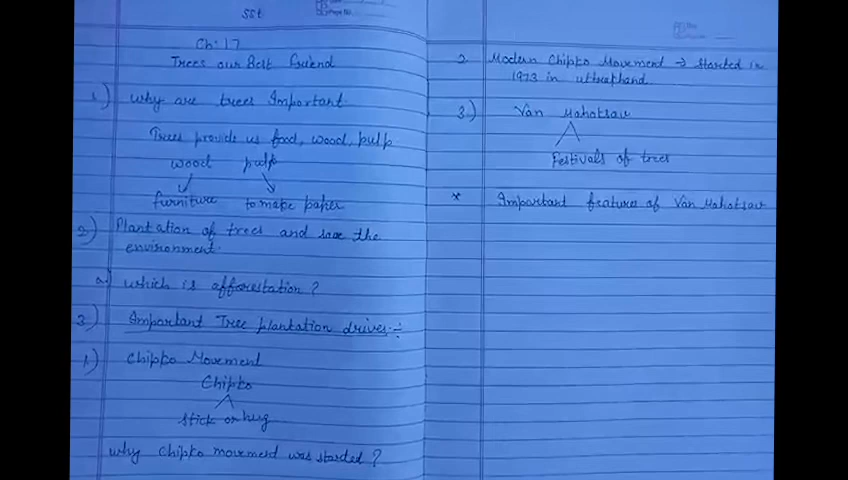 SSt
Ch: 17
Trees our Best friend
1.) why are trees Important.
Trees provide us food, wood, pulp
wood pulp
furniture to make paper
2.) Plantation of trees and save the
environment.
a.) which is afforestation ?
3.) Important Tree plantation drives :-
1.) Chipko Movement
Chipko
stick or hug
why Chipko movement was started ?
2. Modern Chipko Movement → started in
1973 in uttrakhand
3.) Van Mahotsav
Festivals of trees
* Important features of Van Mahotsav